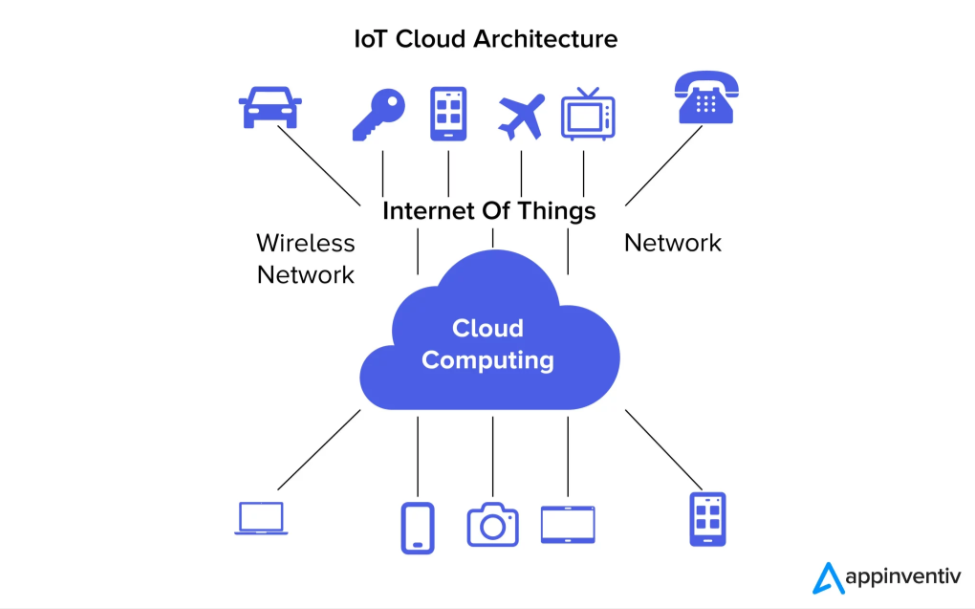 IoT Cloud Architecture
Internet Of Things
Wireless
Network
Network
Cloud
Computing
appinventiv